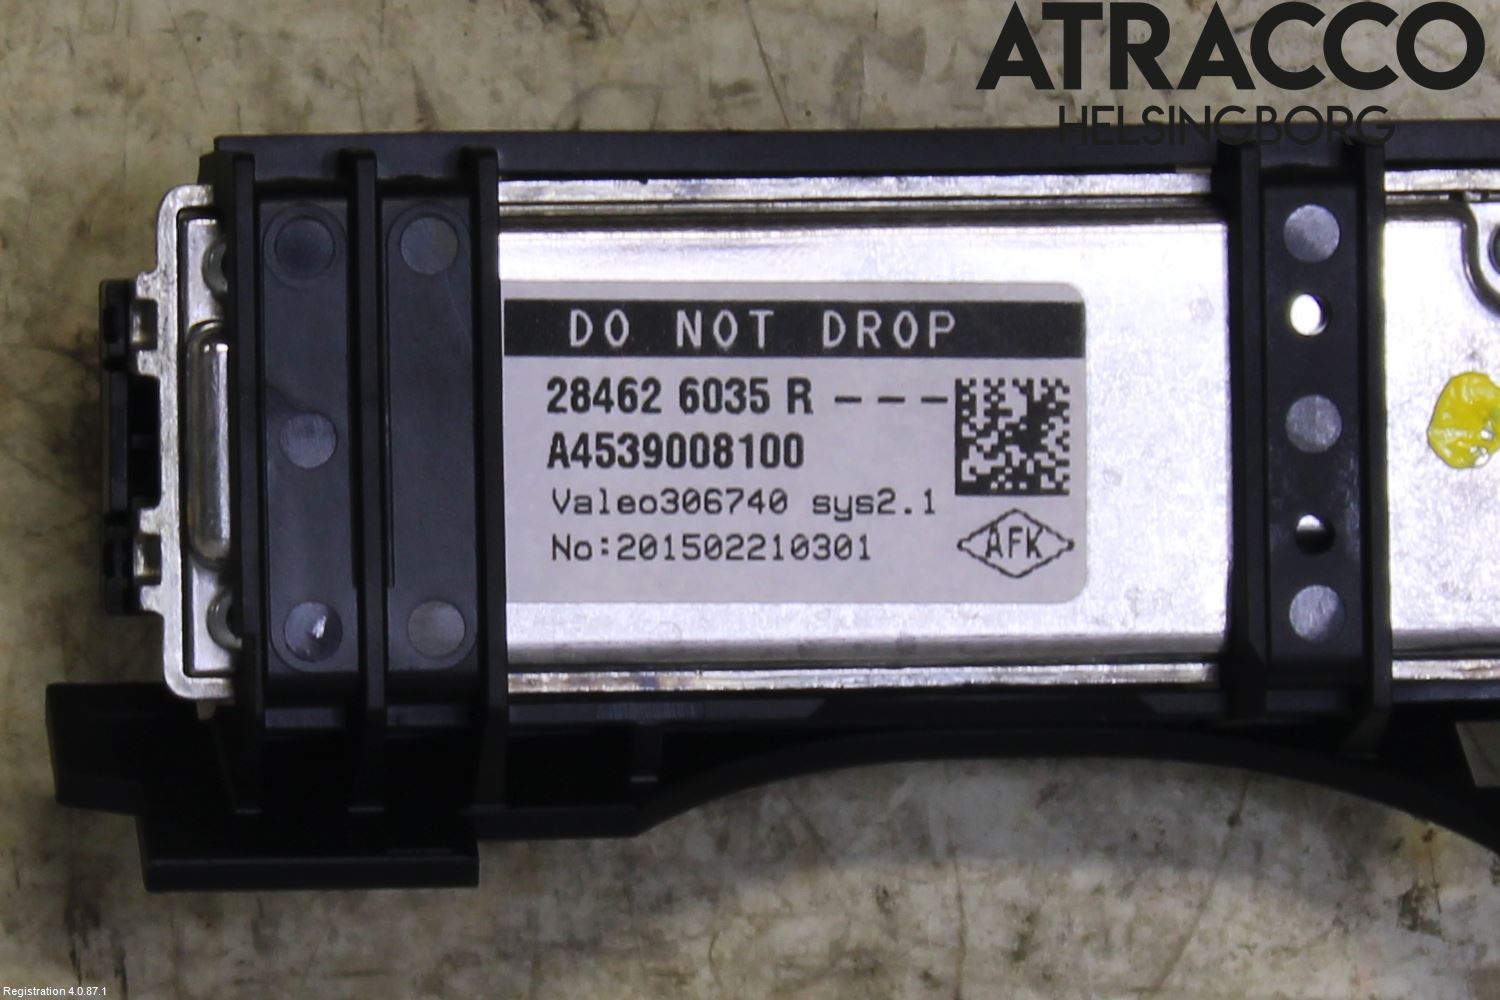 ATRACCO
HELSINGBORG
DO NOT DROP
28462 6035 R ---
A4539008100
Valeo306740 sys2.1
No:201502210301
AFK
Registration 4.0.87.1